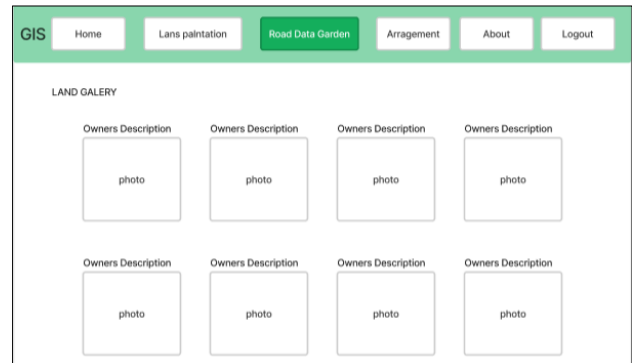 GIS Home Lans palntation Road Data Garden Arragement About Logout
LAND GALERY
Owners Description Owners Description Owners Description Owners Description
photo photo photo photo
Owners Description Owners Description Owners Description Owners Description
photo photo photo photo